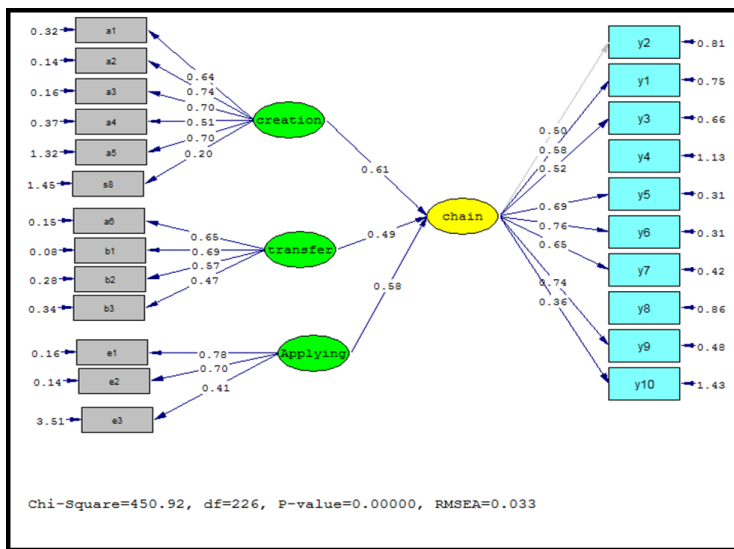 0.32 a1
0.14 a2
0.16 a3
0.37 a4
1.32 a5
1.45 s8
0.15 a6
0.08 b1
0.28 b2
0.34 b3
0.16 e1
0.14 e2
3.51 e3
0.64
0.74
0.70
0.51
0.70
0.20
creation
0.65
0.69
0.57
0.47
transfer
0.78
0.70
0.41
Applying
0.61
0.49
0.58
chain
0.50
0.58
0.52
0.69
0.76
0.65
0.74
0.36
y2 0.81
y1 0.75
y3 0.66
y4 1.13
y5 0.31
y6 0.31
y7 0.42
y8 0.86
y9 0.48
y10 1.43
Chi-Square=450.92, df=226, P-value=0.00000, RMSEA=0.033